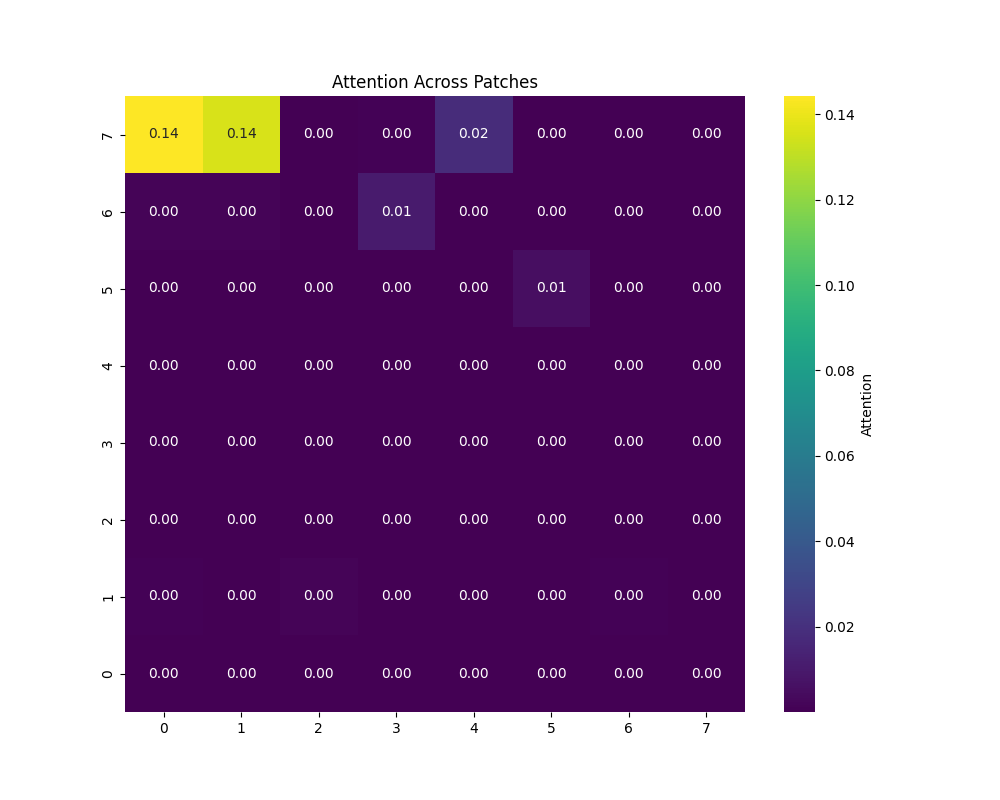 Attention Across Patches
7 0.14 0.14 0.00 0.00 0.02 0.00 0.00 0.00
6 0.00 0.00 0.00 0.01 0.00 0.00 0.00 0.00
5 0.00 0.00 0.00 0.00 0.00 0.01 0.00 0.00
4 0.00 0.00 0.00 0.00 0.00 0.00 0.00 0.00
3 0.00 0.00 0.00 0.00 0.00 0.00 0.00 0.00
2 0.00 0.00 0.00 0.00 0.00 0.00 0.00 0.00
1 0.00 0.00 0.00 0.00 0.00 0.00 0.00 0.00
0 0.00 0.00 0.00 0.00 0.00 0.00 0.00 0.00
0 1 2 3 4 5 6 7
0.14
0.12
0.10
0.08
0.06
0.04
0.02
Attention